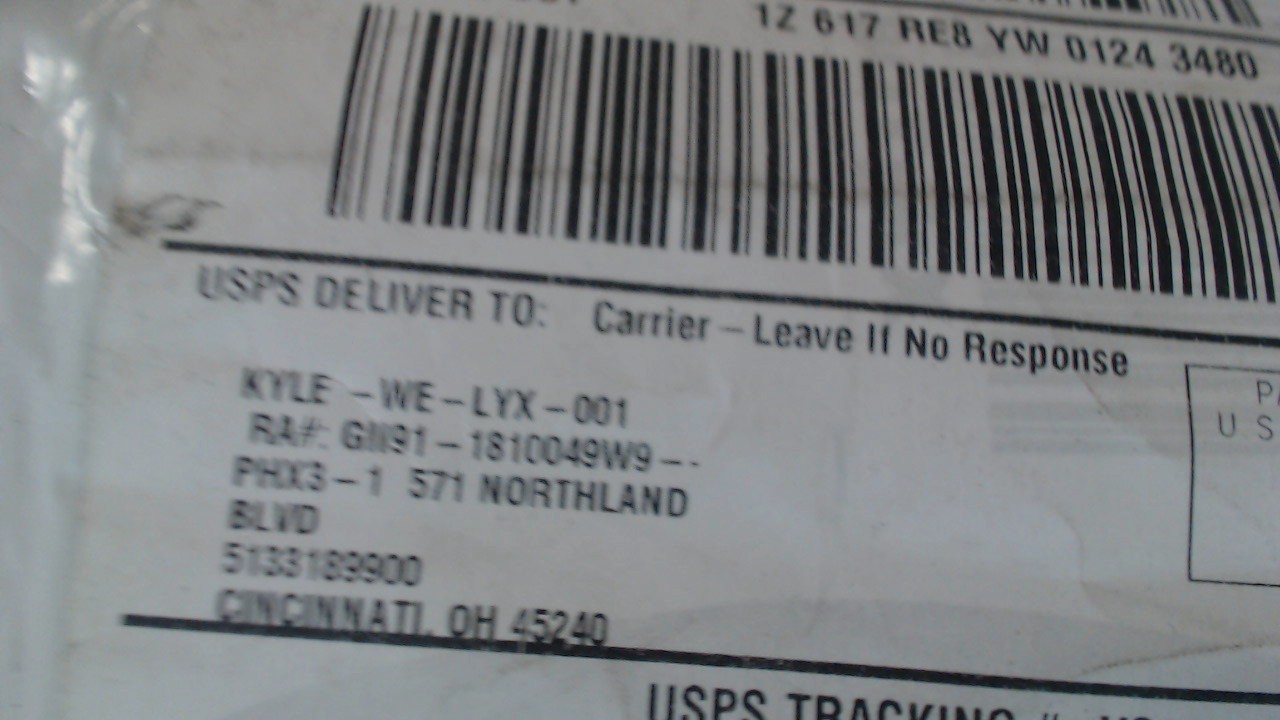 1Z 617 RE8 YW 0124 3480
USPS DELIVER TO: Carrier – Leave If No Response
KYLE –WE–LYX–001
RA#: GII91–1810049W9–-
PHX3–1 571 NORTHLAND
BLVD
5133189900
CINCINNATI, OH 45240
U S
USPS TRACKING #